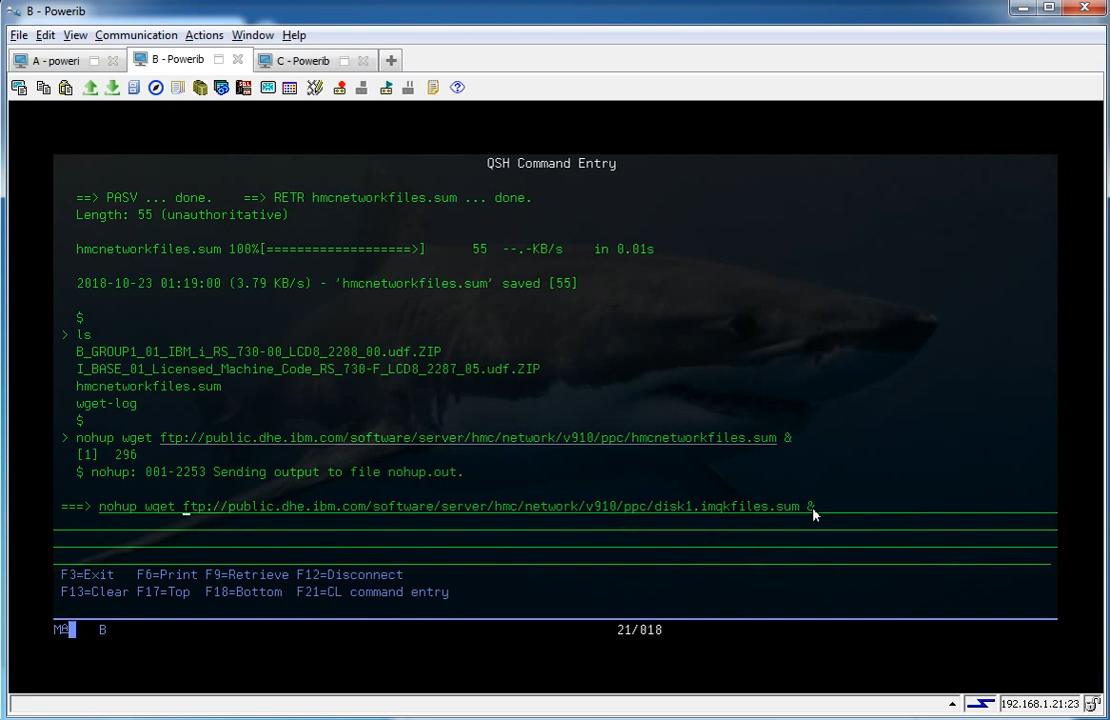 B - Powerib
File Edit View Communication Actions Window Help
A - poweri B - Powerib C - Powerib
QSH Command Entry
==> PASV ... done. ==> RETR hmcnetworkfiles.sum ... done.
Length: 55 (unauthoritative)
hmcnetworkfiles.sum 100%[===================>] 55 --.-KB/s in 0.01s
2018-10-23 01:19:00 (3.79 KB/s) - 'hmcnetworkfiles.sum' saved [55]
$
> ls
B_GROUP1_01_IBM_i_RS_730-00_LCD8_2288_00.udf.ZIP
I_BASE_01_Licensed_Machine_Code_RS_730-F_LCD8_2287_05.udf.ZIP
hmcnetworkfiles.sum
wget-log
$
> nohup wget ftp://public.dhe.ibm.com/software/server/hmc/network/v910/ppc/hmcnetworkfiles.sum &
[1] 296
$ nohup: 001-2253 Sending output to file nohup.out.
===> nohup wget ftp://public.dhe.ibm.com/software/server/hmc/network/v910/ppc/disk1.imgkfiles.sum &
F3=Exit F6=Print F9=Retrieve F12=Disconnect
F13=Clear F17=Top F18=Bottom F21=CL command entry
B 21/018
192.168.1.21:23